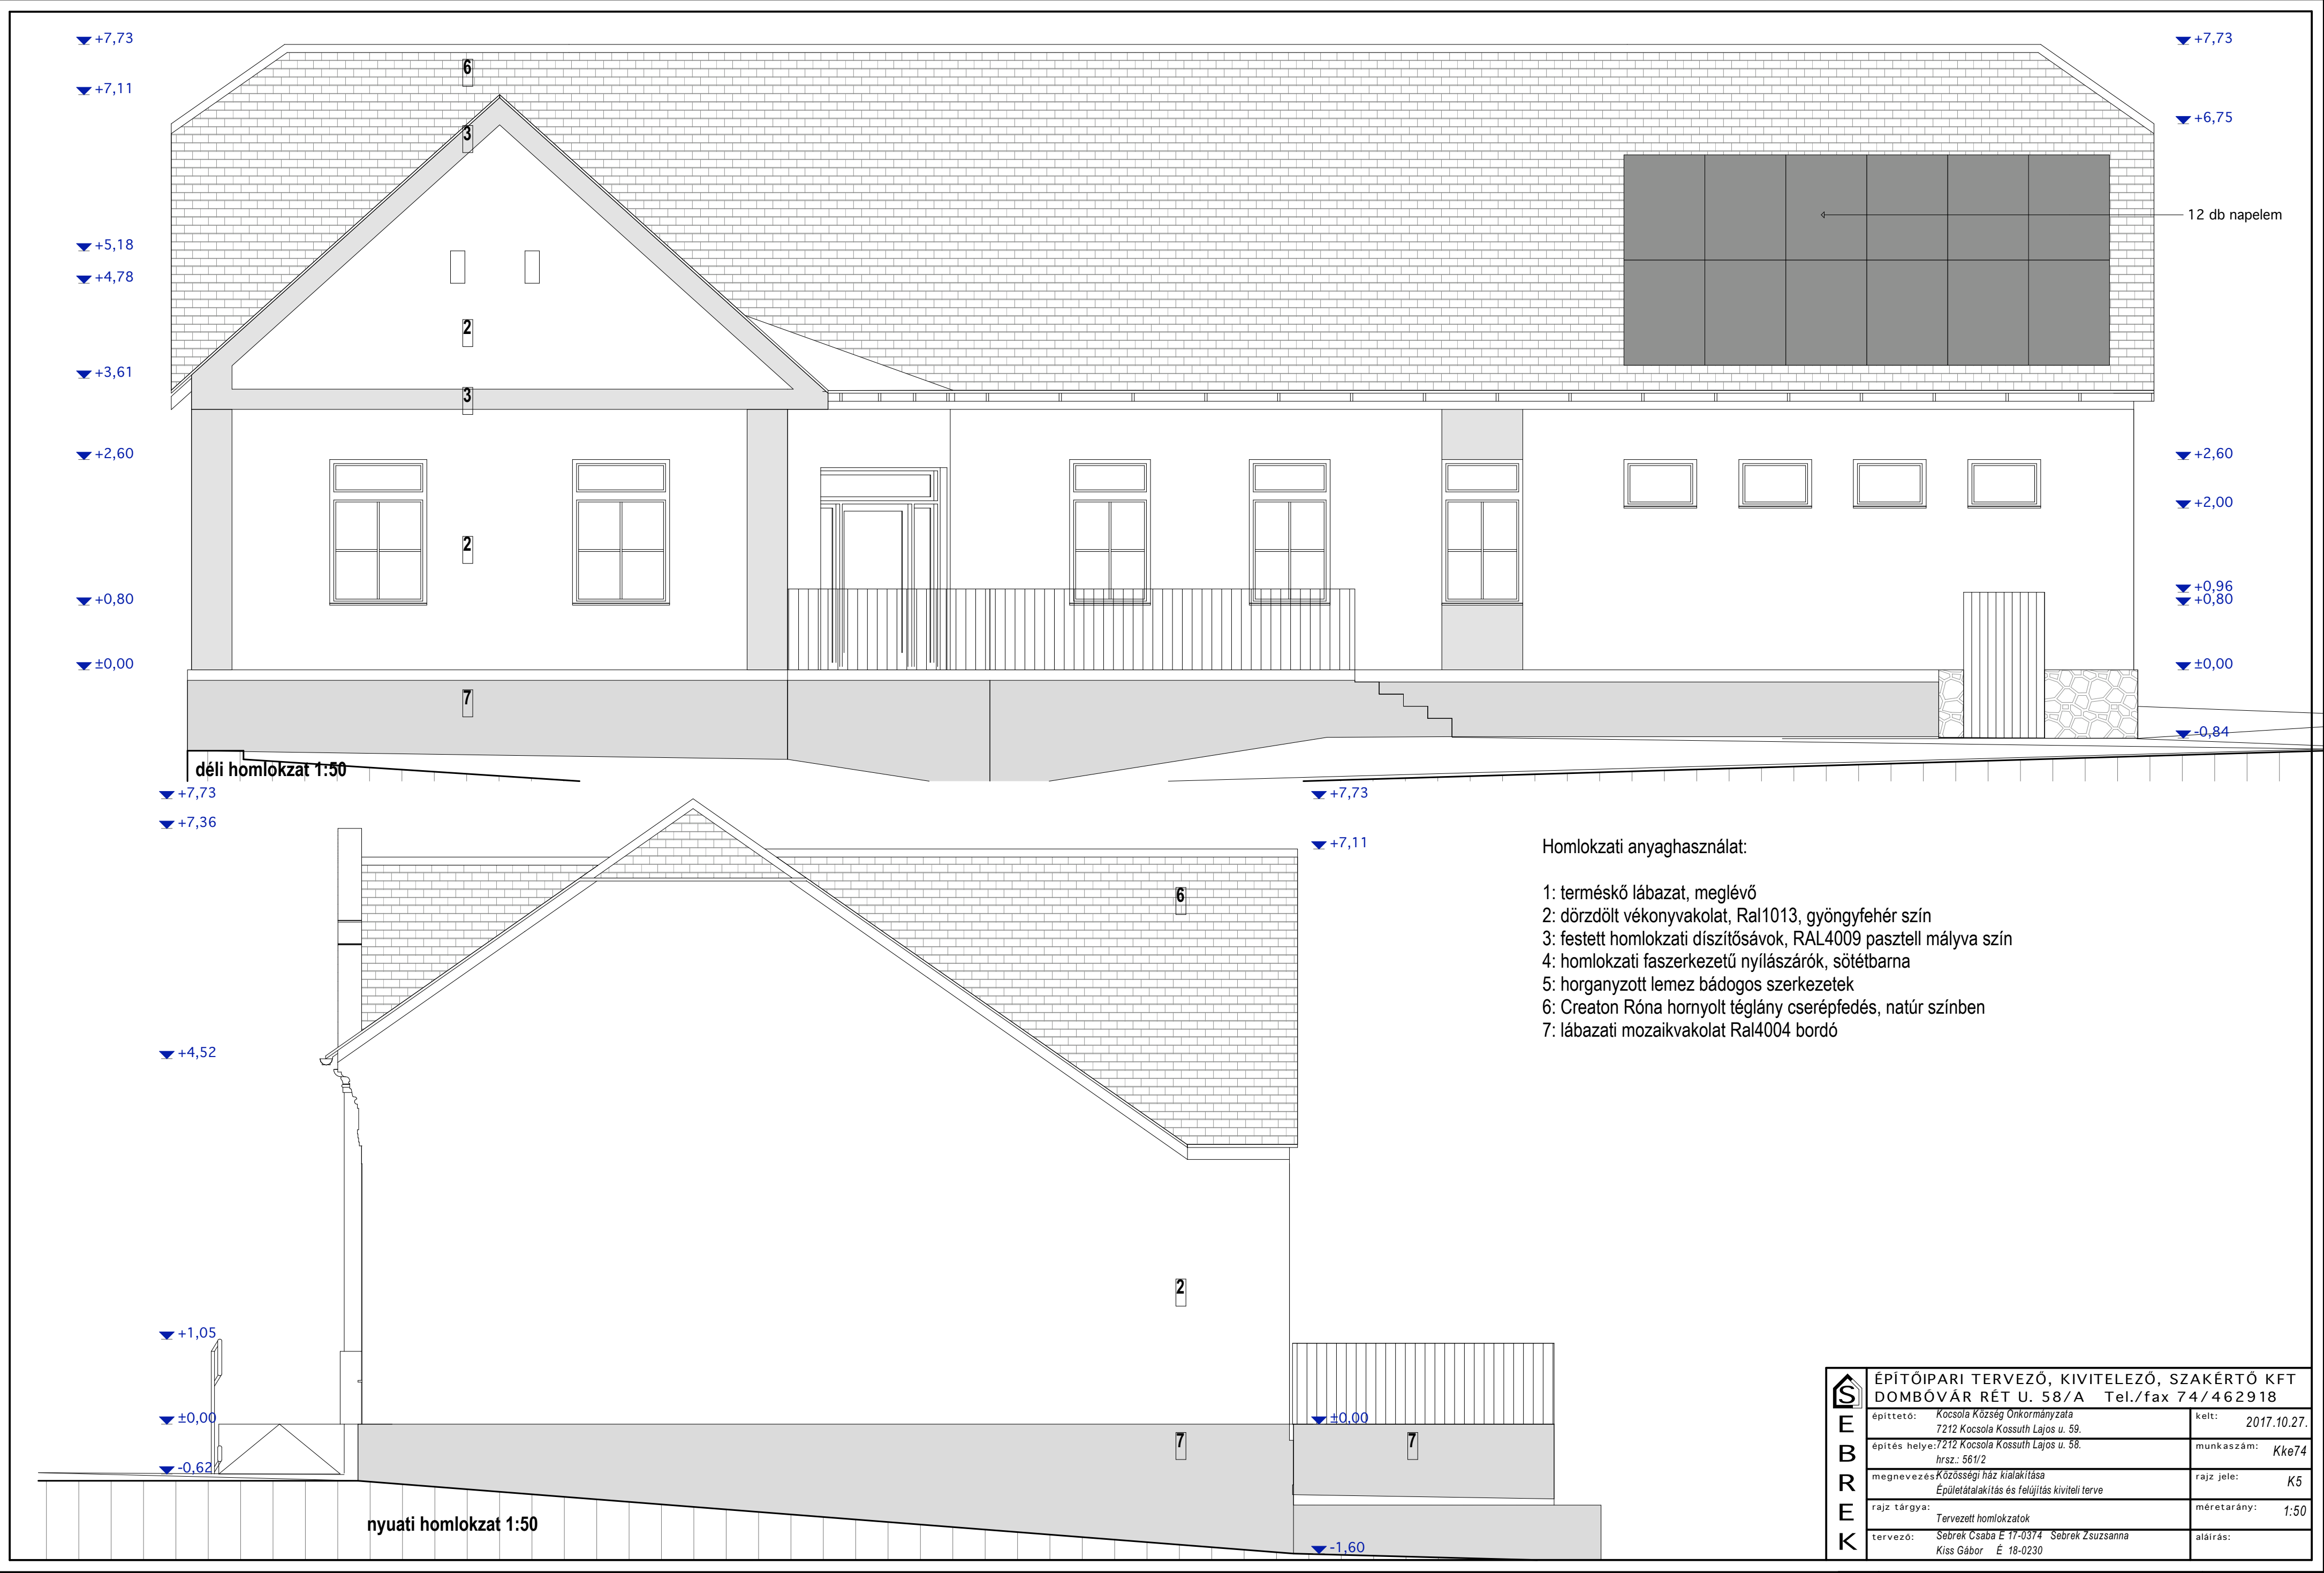 +7,73
+7,73
6
+7,11
+6,75
3
12 db napelem
+5,18
+4,78
2
+3,61
3
+2,60
+2,60
+2,00
2
+0,96
+0,80
+0,80
±0,00
±0,00
7
-0,84
déli homlokzat 1:50
+7,73
+7,73
+7,36
+7,11
6
+4,52
2
+1,05
±0,00
±0,00
7
7
-0,62
nyuati homlokzat 1:50
-1,60
Homlokzati anyaghasználat:
1: terméskő lábazat, meglévő
2: dörzdölt vékonyvakolat, Ral1013, gyöngyfehér szín
3: festett homlokzati díszítősávok, RAL4009 pasztell mályva szín
4: homlokzati faszerkezetű nyílászárók, sötétbarna
5: horganyzott lemez bádogos szerkezetek
6: Creaton Róna hornyolt téglány cserépfedés, natúr színben
7: lábazati mozaikvakolat Ral4004 bordó
SEBREK
ÉPÍTŐIPARI TERVEZŐ, KIVITELEZŐ, SZAKÉRTŐ KFT
DOMBÓVÁR RÉT U. 58/A Tel./fax 74/462918
építtető: Kocsola Község Önkormányzata
7212 Kocsola Kossuth Lajos u. 59.
kelt: 2017.10.27.
építés helye: 7212 Kocsola Kossuth Lajos u. 58.
hrsz.: 561/2
munkaszám: Kke74
megnevezés: Közösségi ház kialakítása
Épületátalakítás és felújítás kiviteli terve
rajz jele: K5
rajz tárgya:
Tervezett homlokzatok
méretarány: 1:50
tervező: Sebrek Csaba É 17-0374 Sebrek Zsuzsanna
Kiss Gábor É 18-0230
aláírás: